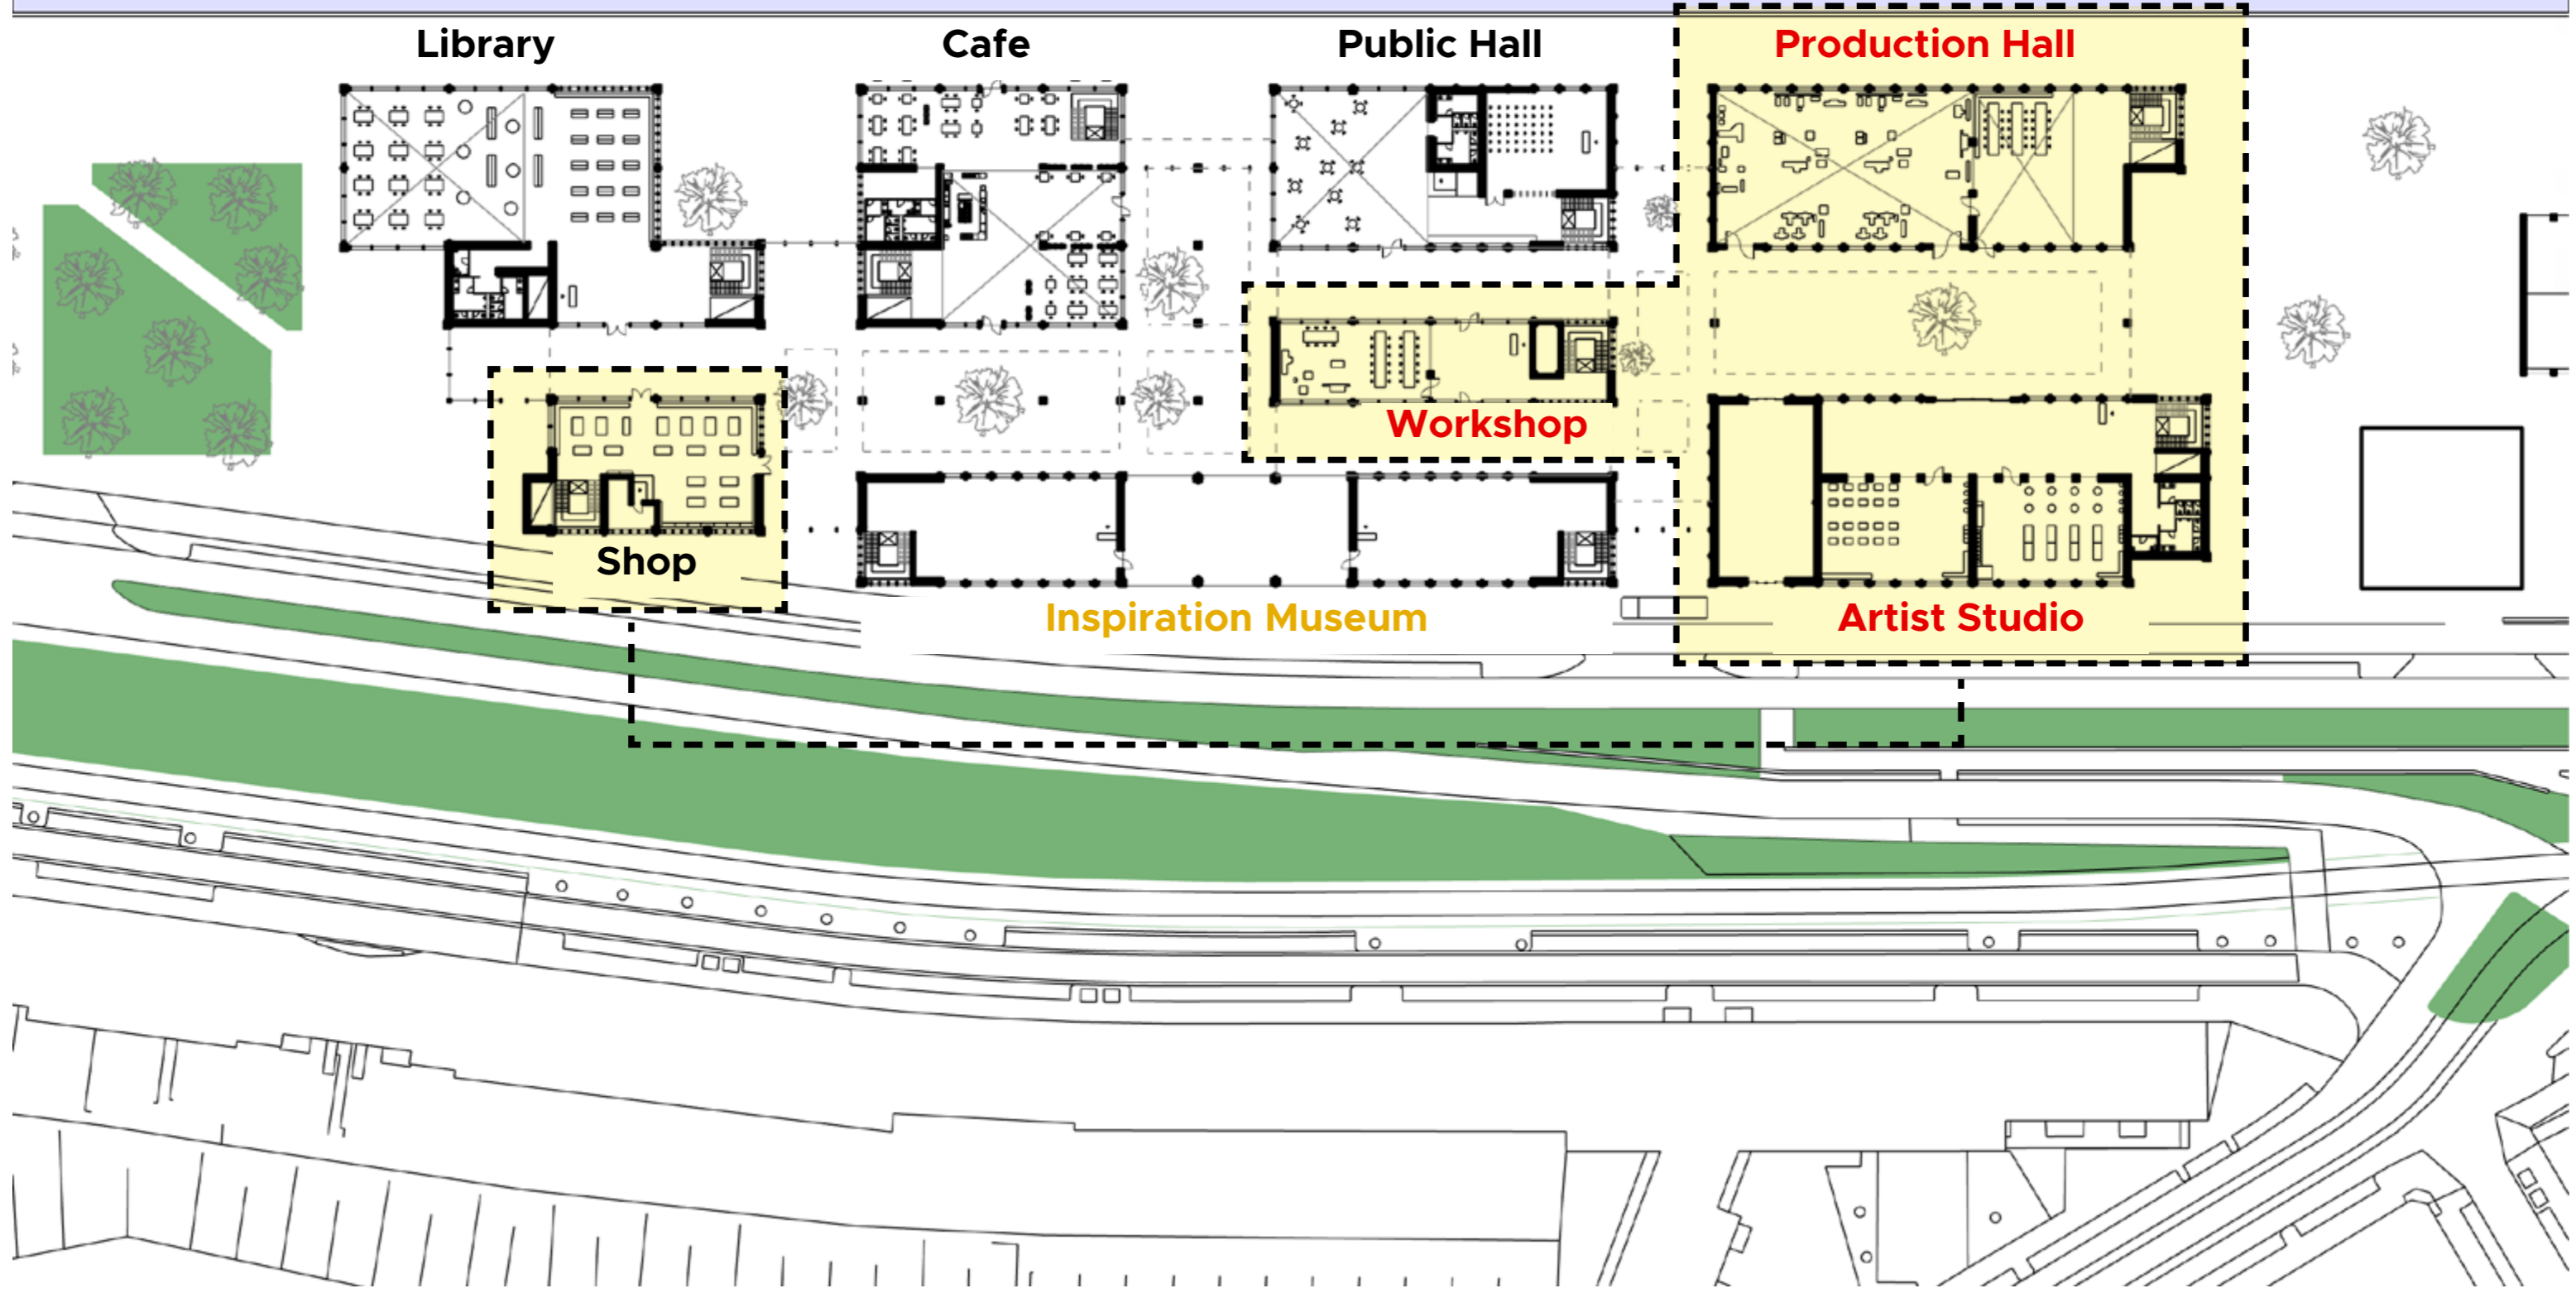 Library
Cafe
Public Hall
Production Hall
Workshop
Shop
Inspiration Museum
Artist Studio